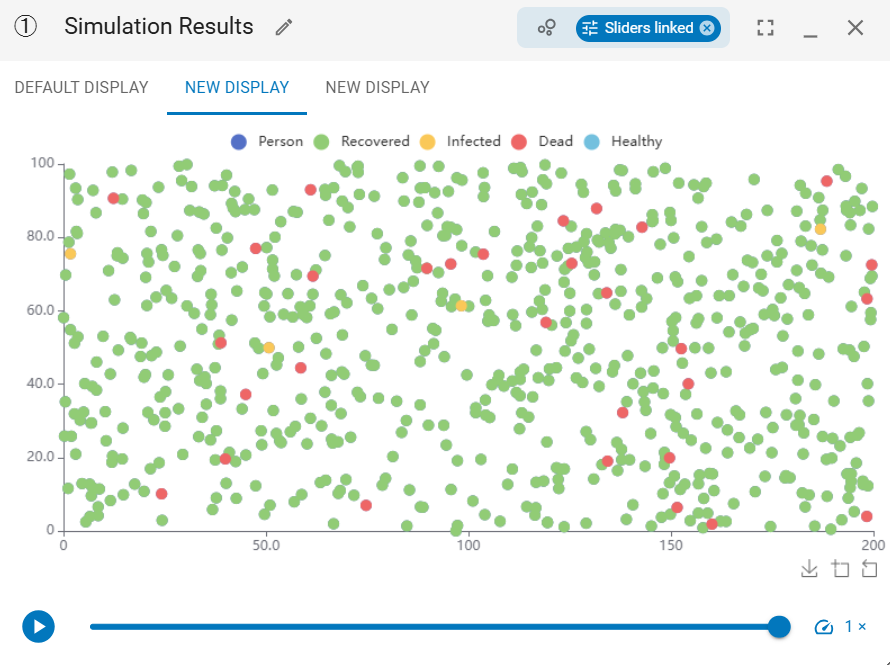 ① Simulation Results Sliders linked
DEFAULT DISPLAY NEW DISPLAY NEW DISPLAY
Person Recovered Infected Dead Healthy
100
80.0
60.0
40.0
20.0
0
0 50.0 100 150 200
1 ×